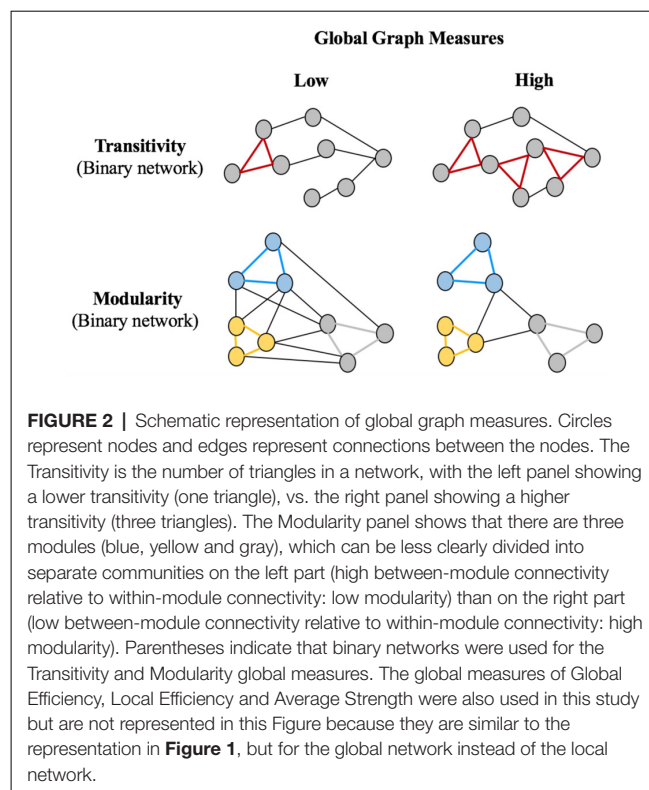 Global Graph Measures
Low High
Transitivity
(Binary network)
Modularity
(Binary network)
FIGURE 2 | Schematic representation of global graph measures. Circles
represent nodes and edges represent connections between the nodes. The
Transitivity is the number of triangles in a network, with the left panel showing
a lower transitivity (one triangle), vs. the right panel showing a higher
transitivity (three triangles). The Modularity panel shows that there are three
modules (blue, yellow and gray), which can be less clearly divided into
separate communities on the left part (high between-module connectivity
relative to within-module connectivity: low modularity) than on the right part
(low between-module connectivity relative to within-module connectivity: high
modularity). Parentheses indicate that binary networks were used for the
Transitivity and Modularity global measures. The global measures of Global
Efficiency, Local Efficiency and Average Strength were also used in this study
but are not represented in this Figure because they are similar to the
representation in Figure 1, but for the global network instead of the local
network.